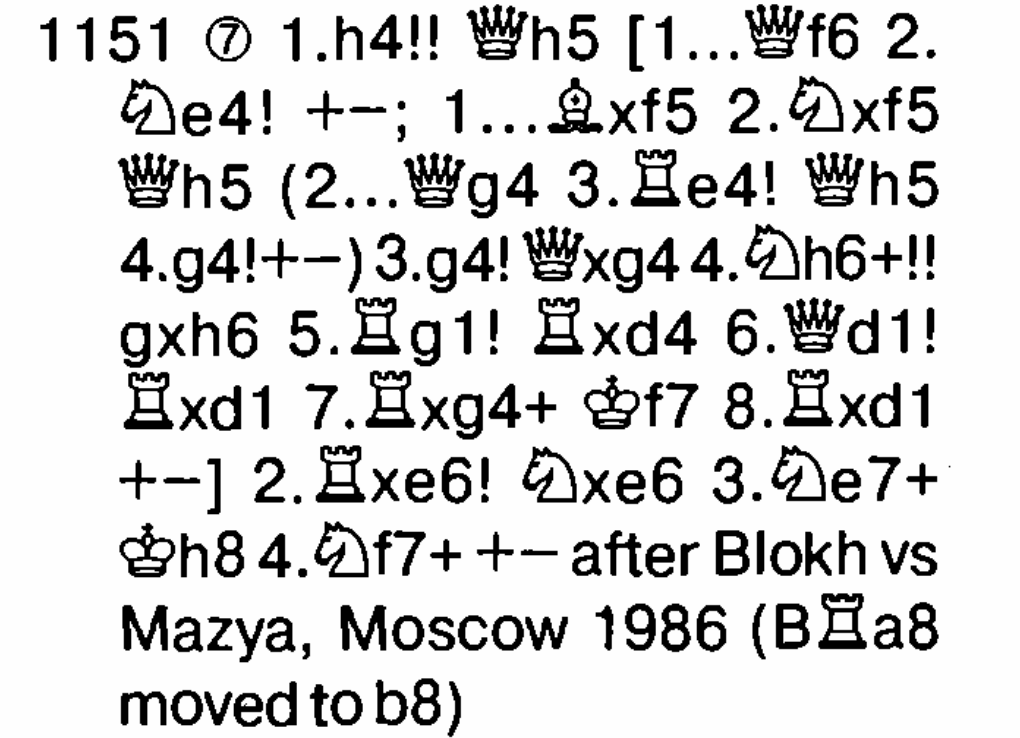 1151 ⑦ 1.h4!! ♕h5 [1...♕f6 2.
♘e4! +−; 1...♗xf5 2.♘xf5
♕h5 (2...♕g4 3.♖e4! ♕h5
4.g4!+−) 3.g4! ♕xg4 4.♘h6+!!
gxh6 5.♖g1! ♖xd4 6.♕d1!
♖xd1 7.♖xg4+ ♔f7 8.♖xd1
+−] 2.♖xe6! ♘xe6 3.♘e7+
♔h8 4.♘f7+ +− after Blokh vs
Mazya, Moscow 1986 (B♖a8
moved to b8)